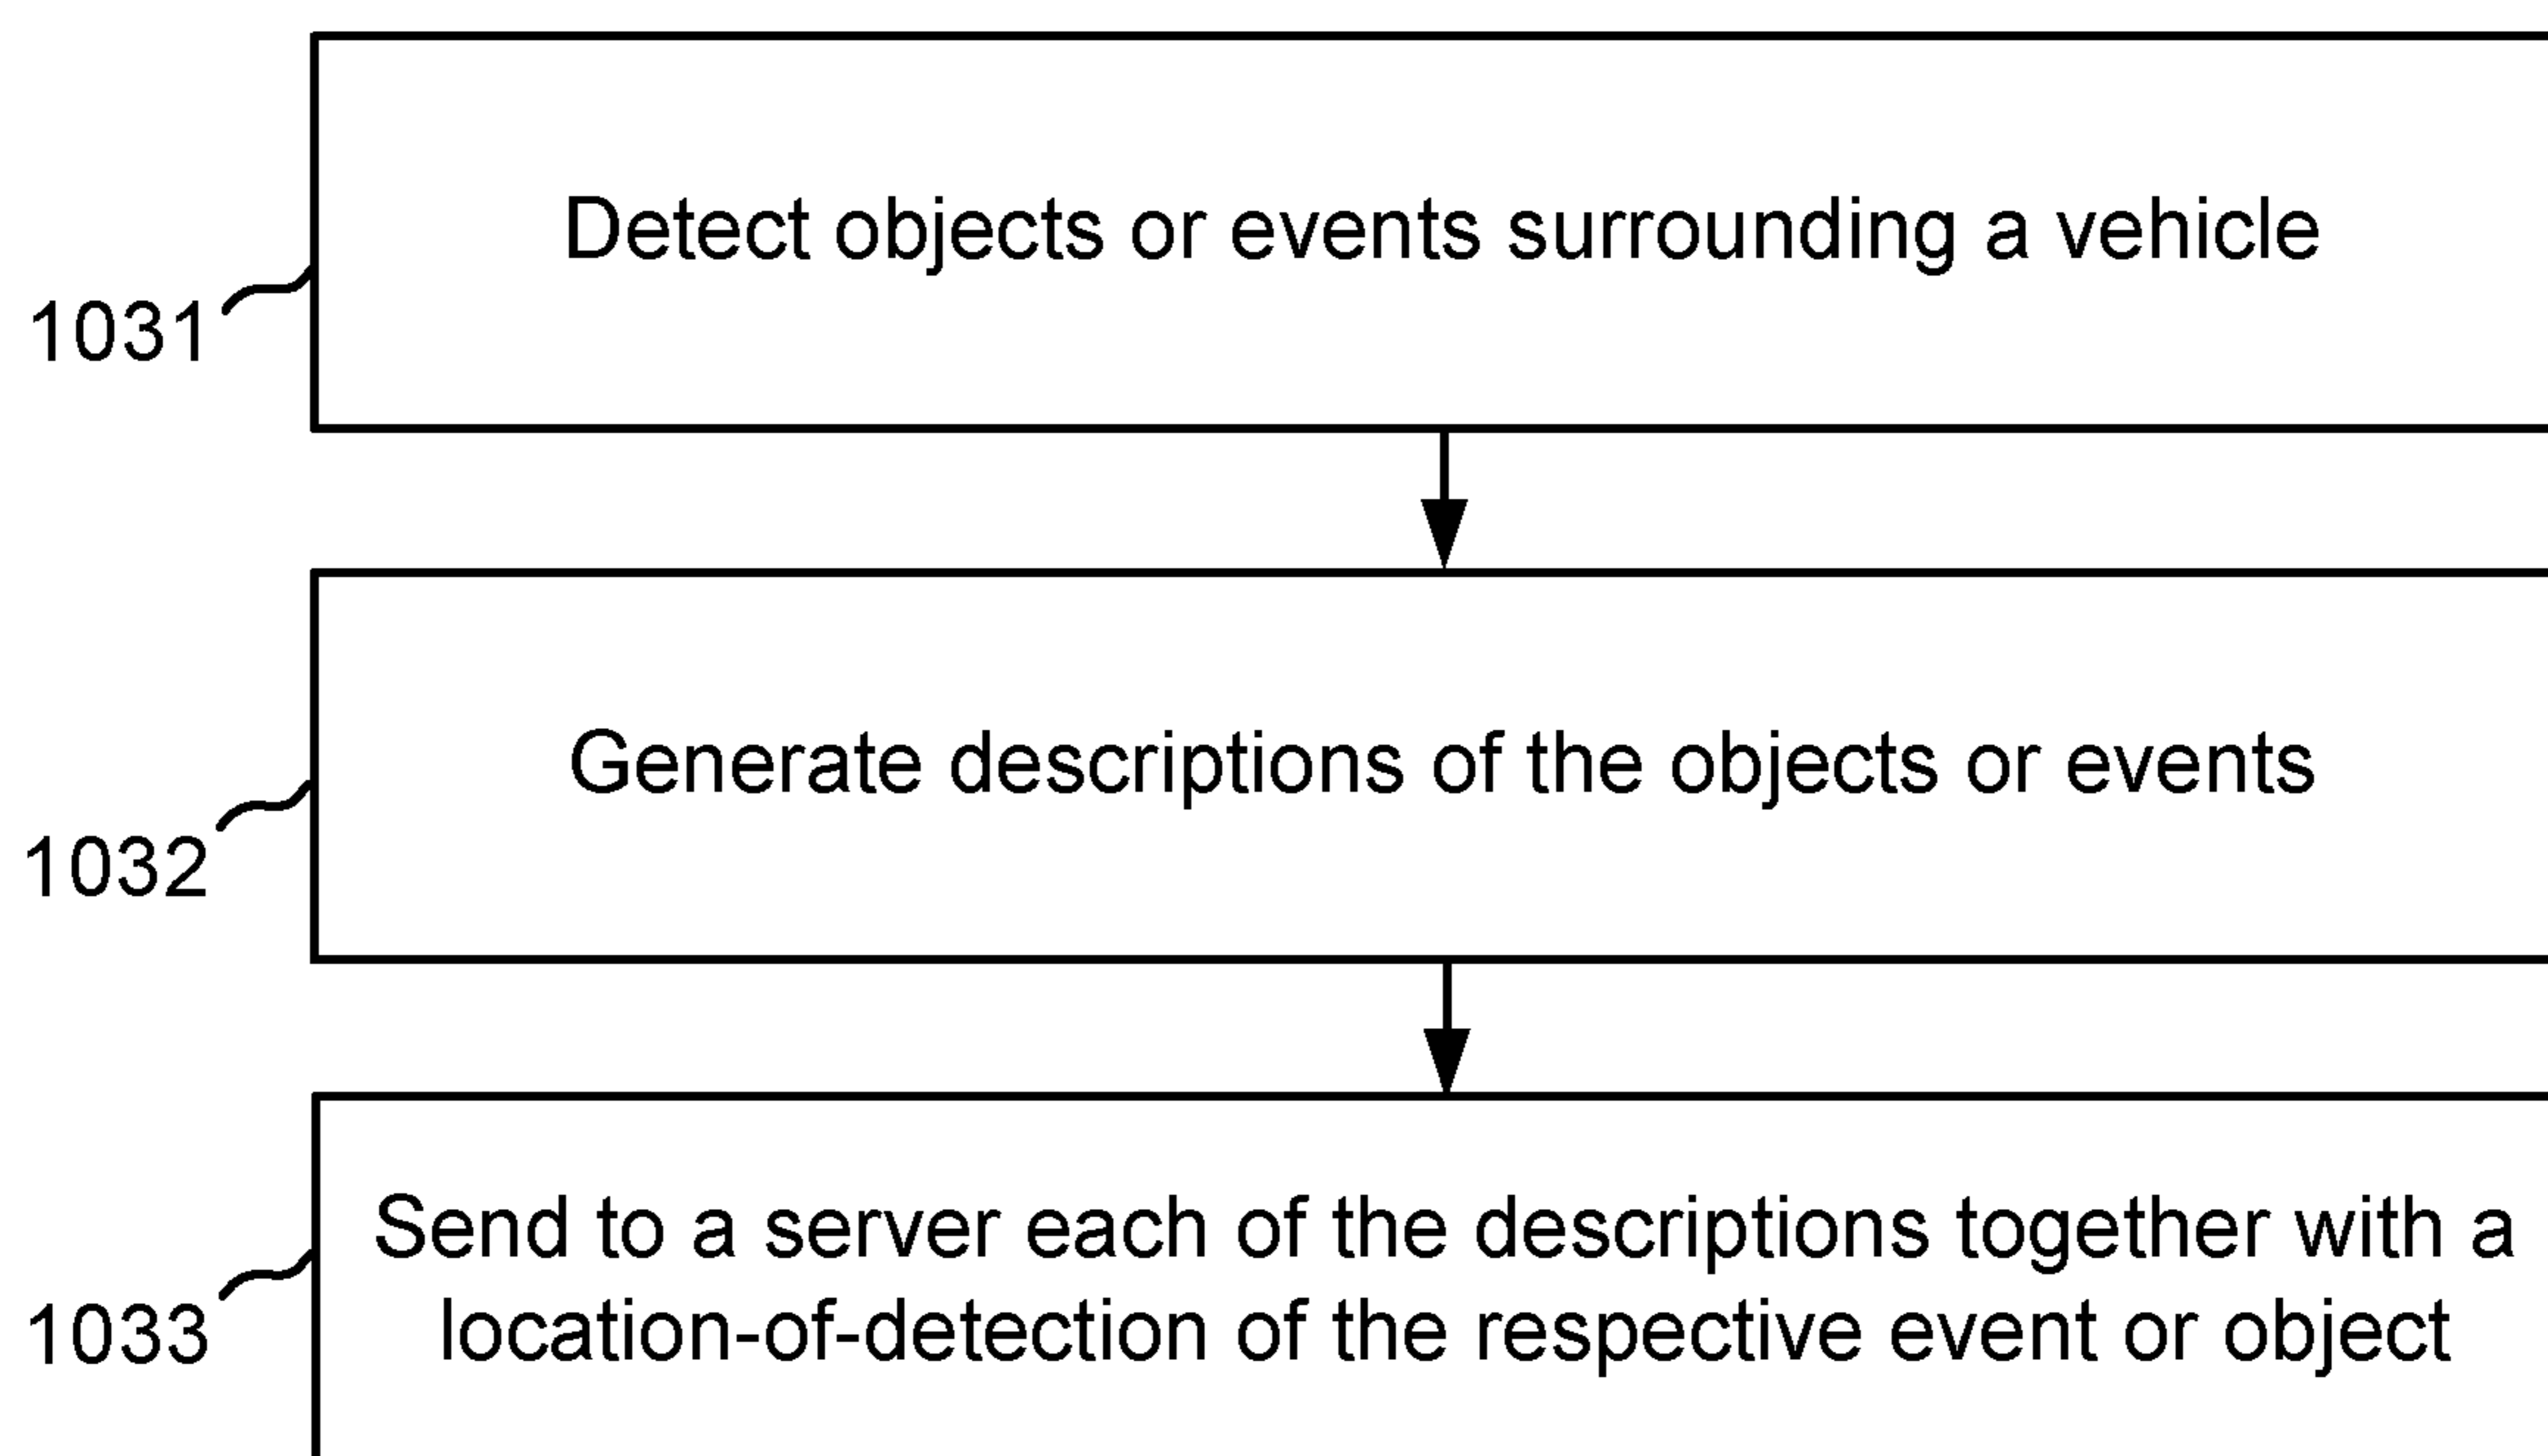 Detect objects or events surrounding a vehicle
1031
Generate descriptions of the objects or events
1032
Send to a server each of the descriptions together with a
location-of-detection of the respective event or object
1033